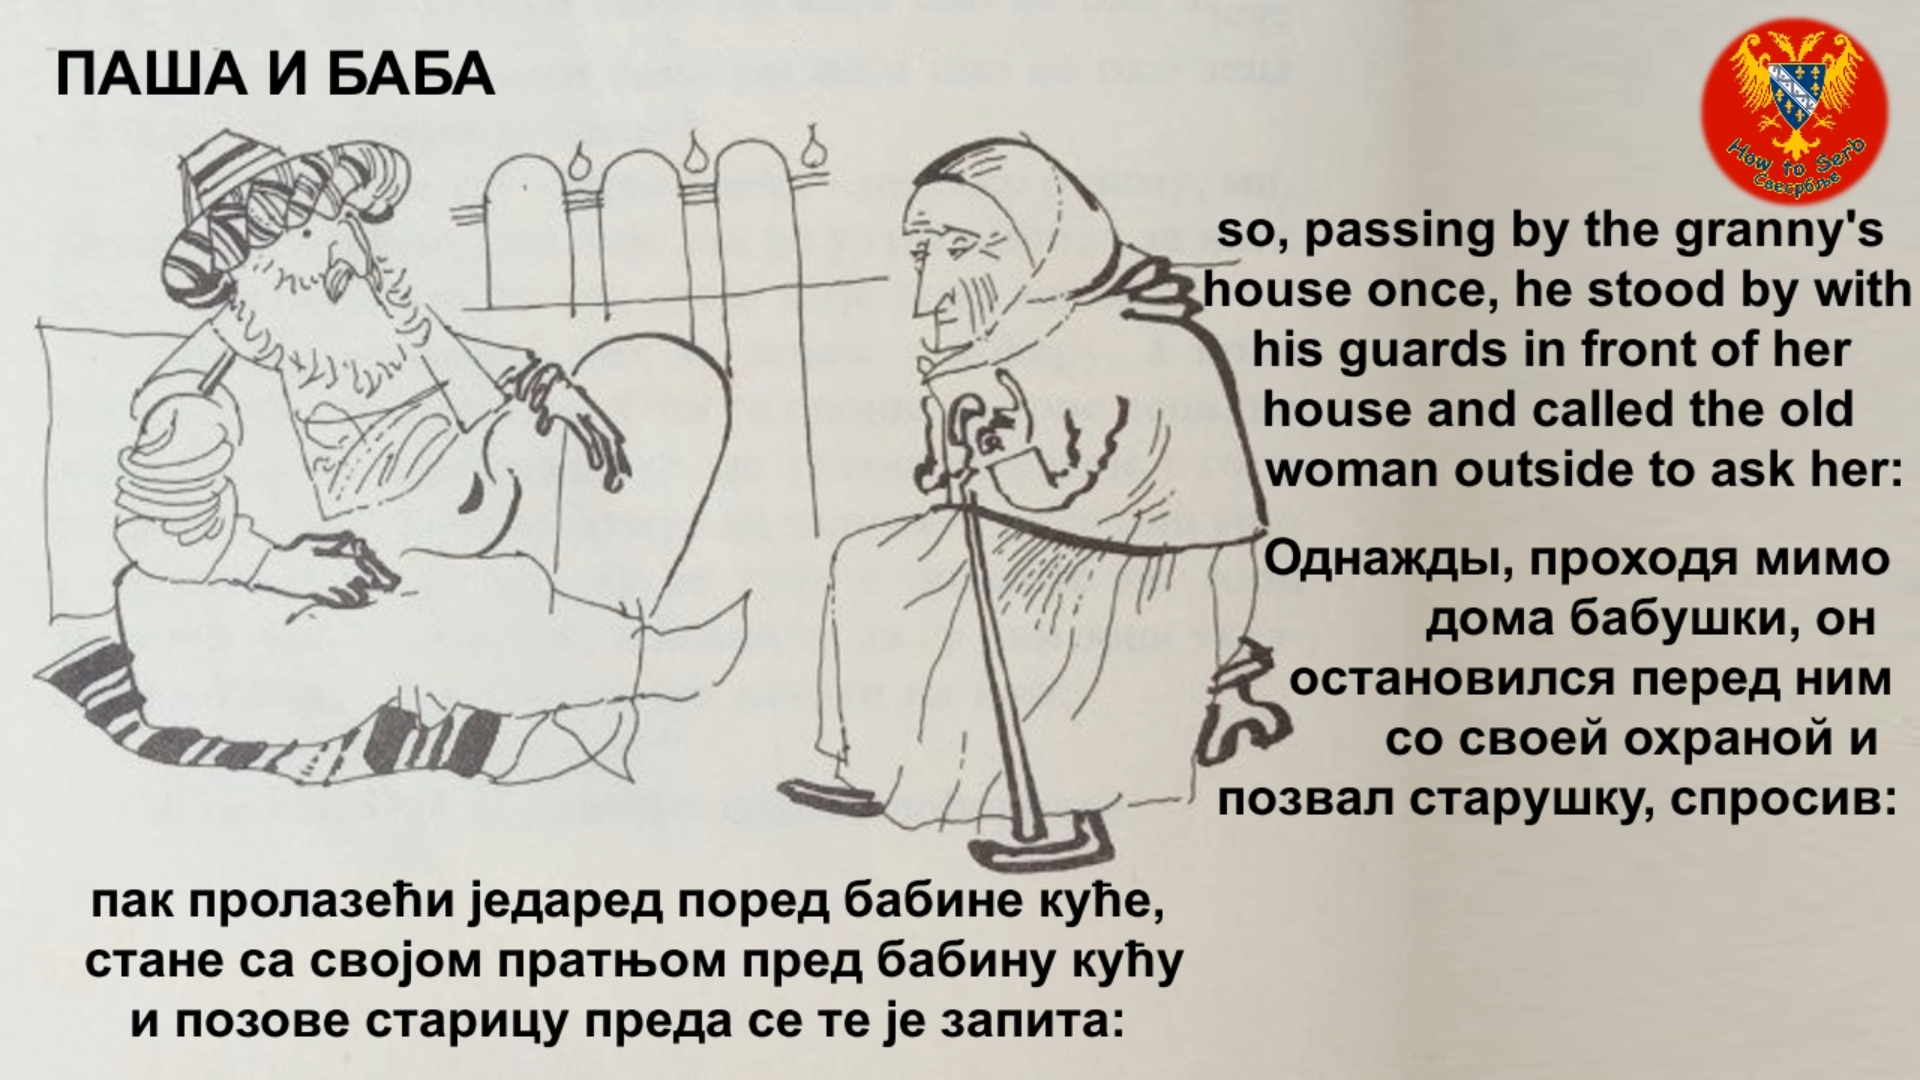 ПАША И БАБА
How to Serb
Свесрбље
so, passing by the granny's
house once, he stood by with
his guards in front of her
house and called the old
woman outside to ask her:
Однажды, проходя мимо
дома бабушки, он
остановился перед ним
со своей охраной и
позвал старушку, спросив:
пак пролазећи једаред поред бабине куће,
стане са својом пратњом пред бабину кућу
и позове старицу преда се те је запита: